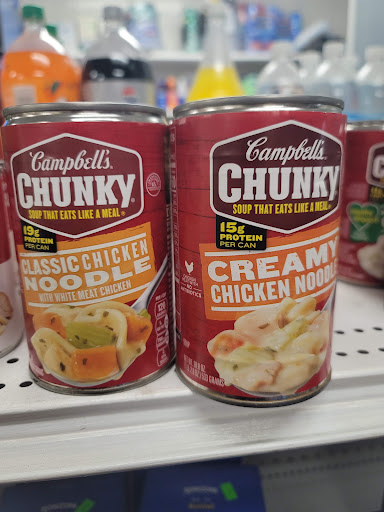 Campbell's
CHUNKY
SOUP THAT EATS LIKE A MEAL
19g
PROTEIN
PER CAN
CLASSIC CHICKEN
NOODLE
WITH WHITE MEAT CHICKEN
Campbell's
CHUNKY
SOUP THAT EATS LIKE A MEAL
15g
PROTEIN
PER CAN
CREAMY
CHICKEN NOODL